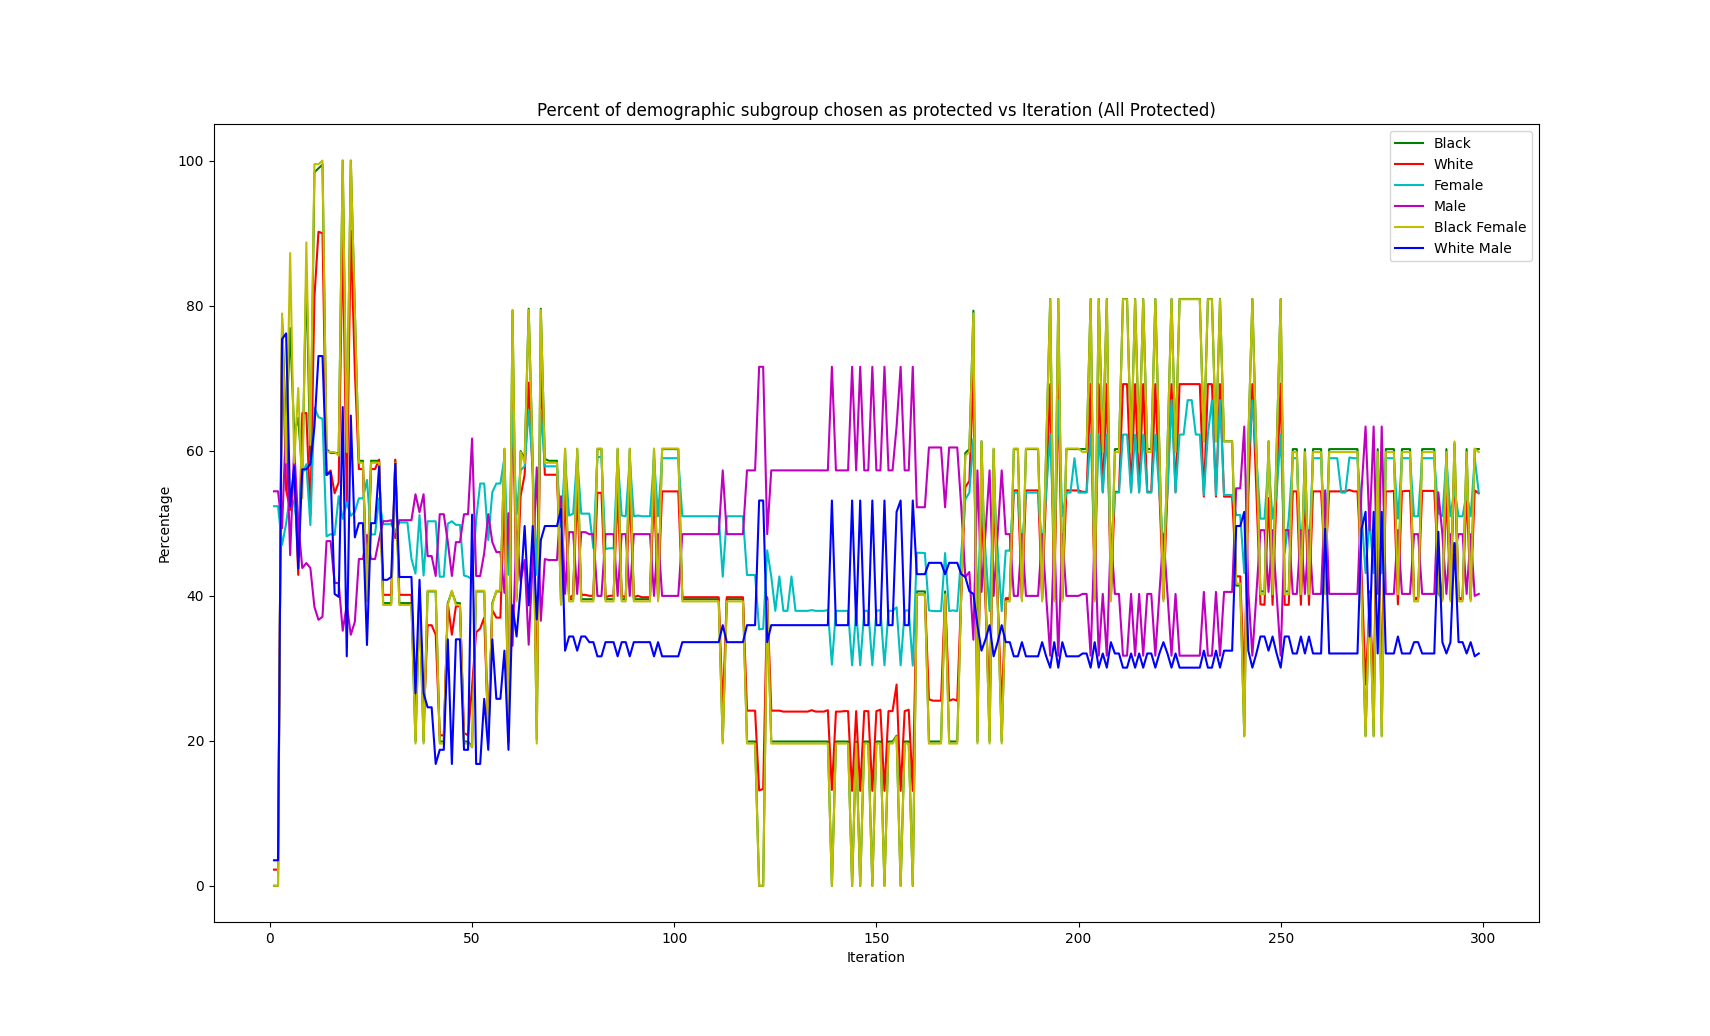 Percent of demographic subgroup chosen as protected vs Iteration (All Protected)
Black
White
Female
Male
Black Female
White Male
Percentage
100
80
60
40
20
0
0 50 100 150 200 250 300
Iteration